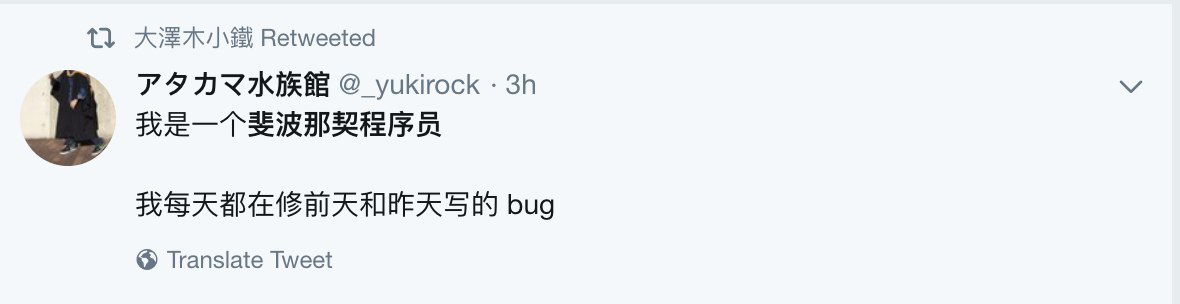 大澤木小鐵 Retweeted
アタカマ水族館 @_yukirock · 3h
我是一个斐波那契程序员
我每天都在修前天和昨天写的 bug
Translate Tweet